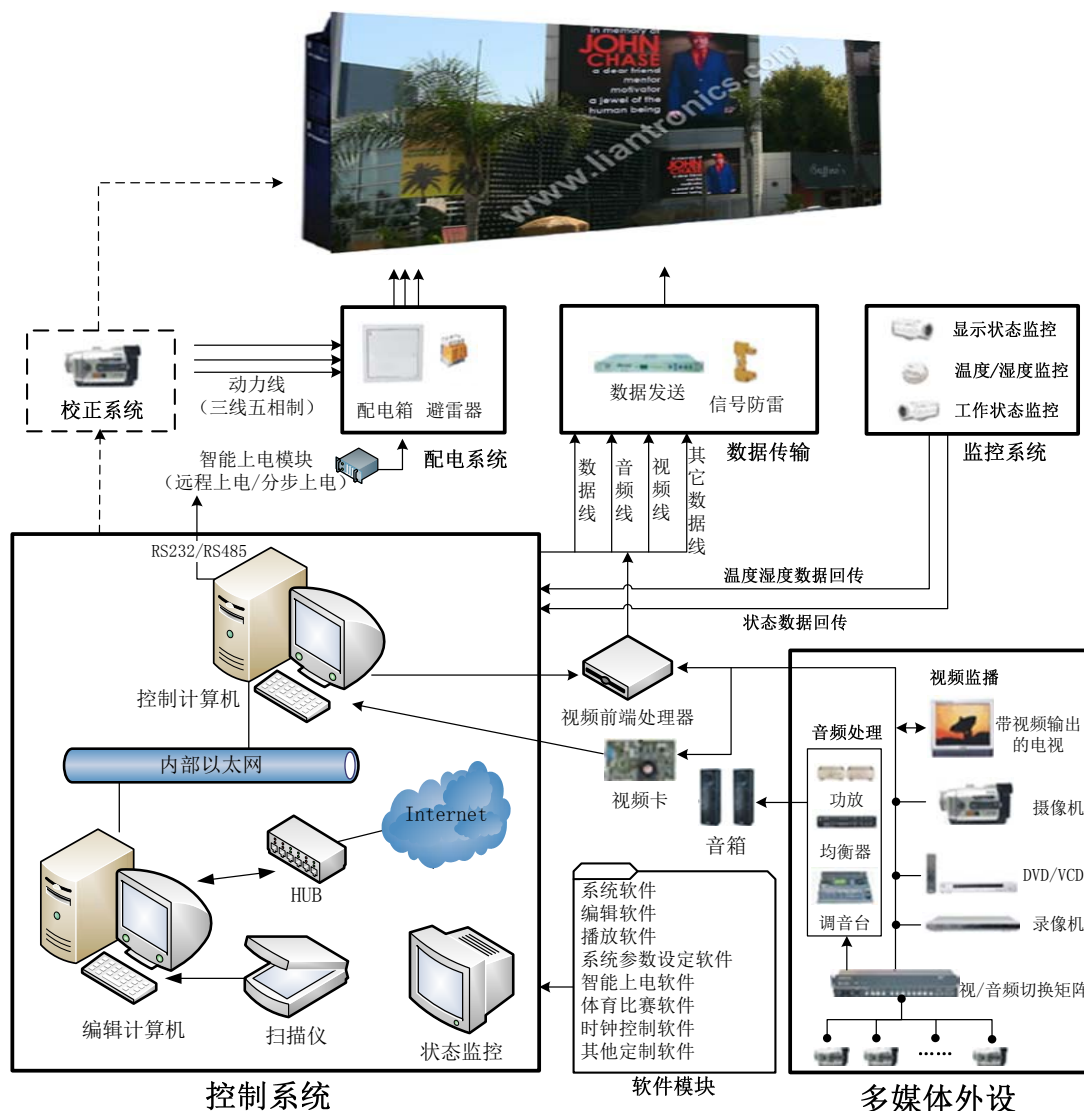 in memory of
JOHN
CHASE
a dear friend
mentor
motivator
a jewel of the
human being
in memory of
JOHN
CHASE
www.liantronics.com
校正系统
动力线
（三线五相制）
配电箱 避雷器
配电系统
智能上电模块
（远程上电/分步上电）
数据发送
信号防雷
数据传输
数据线
音频线
视频线
其它数据线
显示状态监控
温度/湿度监控
工作状态监控
监控系统
RS232/RS485
温度湿度数据回传
状态数据回传
控制计算机
内部以太网
Internet
HUB
编辑计算机
扫描仪
状态监控
控制系统
视频前端处理器
视频卡
音箱
系统软件
编辑软件
播放软件
系统参数设定软件
智能上电软件
体育比赛软件
时钟控制软件
其他定制软件
软件模块
视频监播
带视频输出
的电视
音频处理
功放
均衡器
调音台
摄像机
DVD/VCD
录像机
视/音频切换矩阵
······
多媒体外设